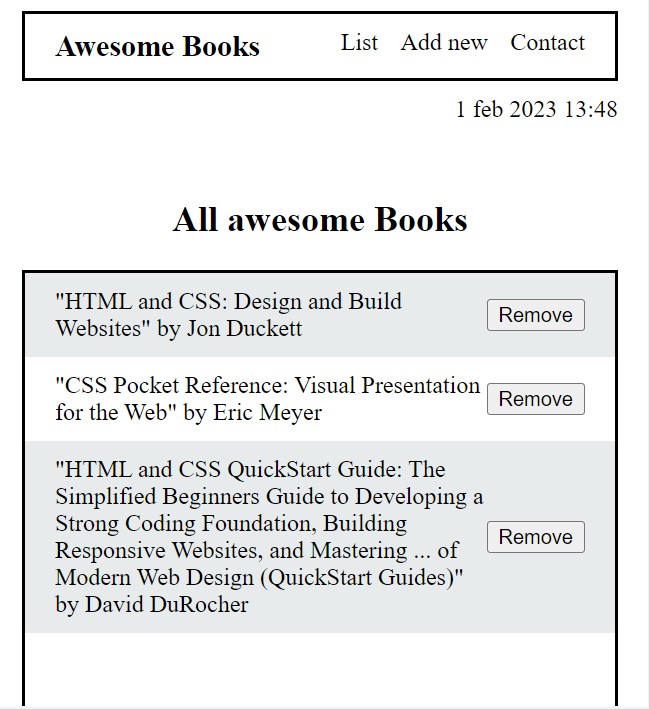 Awesome Books List Add new Contact
1 feb 2023 13:48
All awesome Books
"HTML and CSS: Design and Build
Websites" by Jon Duckett
Remove
"CSS Pocket Reference: Visual Presentation
for the Web" by Eric Meyer
Remove
"HTML and CSS QuickStart Guide: The
Simplified Beginners Guide to Developing a
Strong Coding Foundation, Building
Responsive Websites, and Mastering ... of
Modern Web Design (QuickStart Guides)"
by David DuRocher
Remove